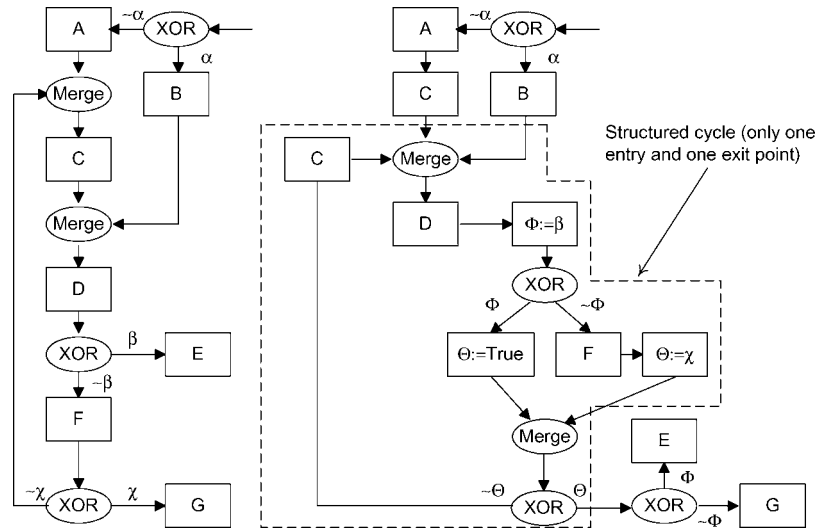 ~α
A
XOR
α
Merge
B
C
Merge
D
XOR
β
E
~β
F
~χ
XOR
χ
G
~α
A
XOR
α
C
B
C
Merge
D
Φ:=β
XOR
Φ
~Φ
Θ:=True
F
Θ:=χ
Merge
~Θ
XOR
Θ
E
Φ
XOR
~Φ
G
Structured cycle (only one
entry and one exit point)